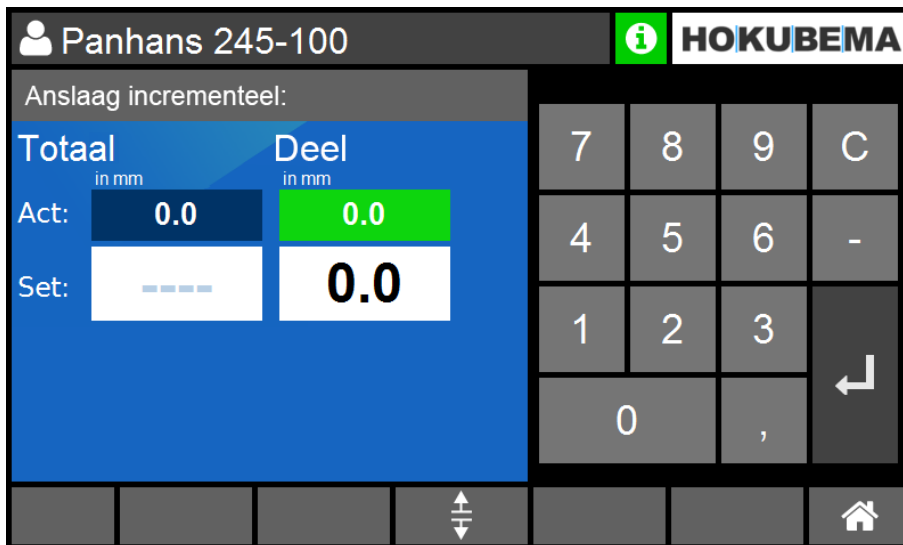 Panhans 245-100
i HOKUBEMA
Anslaag incrementeel:
Totaal Deel
in mm in mm
Act: 0.0 0.0
Set: ---- 0.0
7 8 9 C
4 5 6 -
1 2 3
0 ,